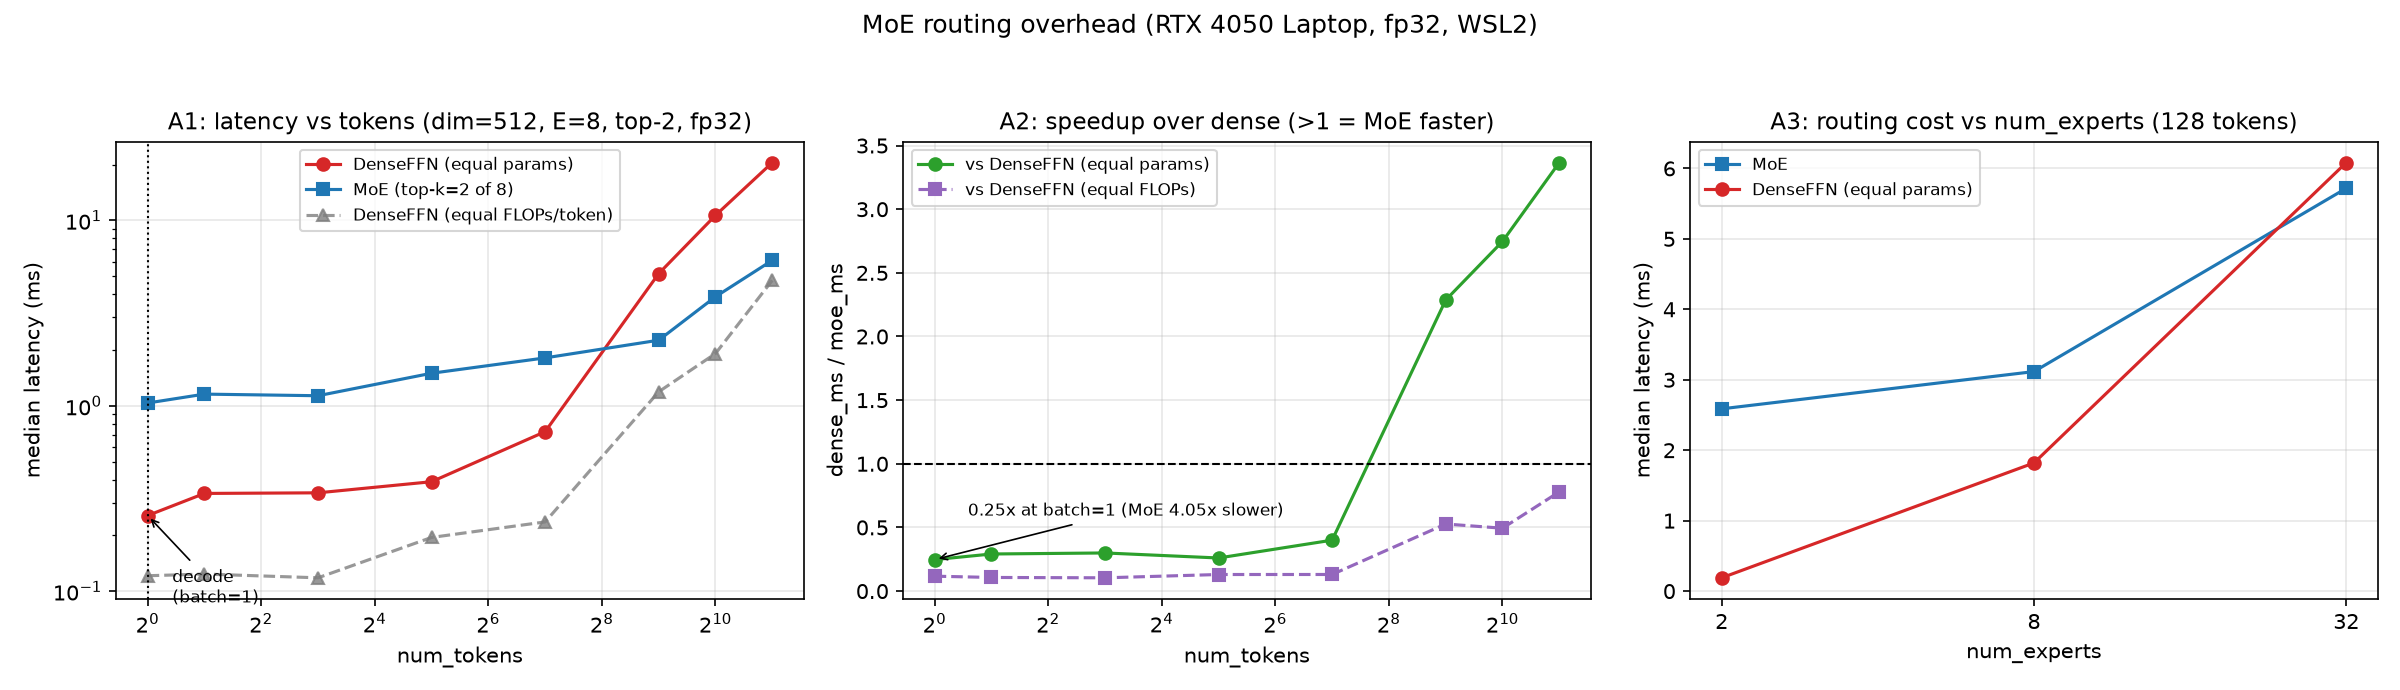 MoE routing overhead (RTX 4050 Laptop, fp32, WSL2)
A1: latency vs tokens (dim=512, E=8, top-2, fp32)
DenseFFN (equal params)
MoE (top-k=2 of 8)
DenseFFN (equal FLOPs/token)
median latency (ms)
10^1
10^0
10^-1
decode
(batch=1)
2^0 2^2 2^4 2^6 2^8 2^10
num_tokens
A2: speedup over dense (>1 = MoE faster)
vs DenseFFN (equal params)
vs DenseFFN (equal FLOPs)
dense_ms / moe_ms
3.5
3.0
2.5
2.0
1.5
1.0
0.5
0.0
0.25x at batch=1 (MoE 4.05x slower)
2^0 2^2 2^4 2^6 2^8 2^10
num_tokens
A3: routing cost vs num_experts (128 tokens)
MoE
DenseFFN (equal params)
median latency (ms)
6
5
4
3
2
1
0
2 8 32
num_experts